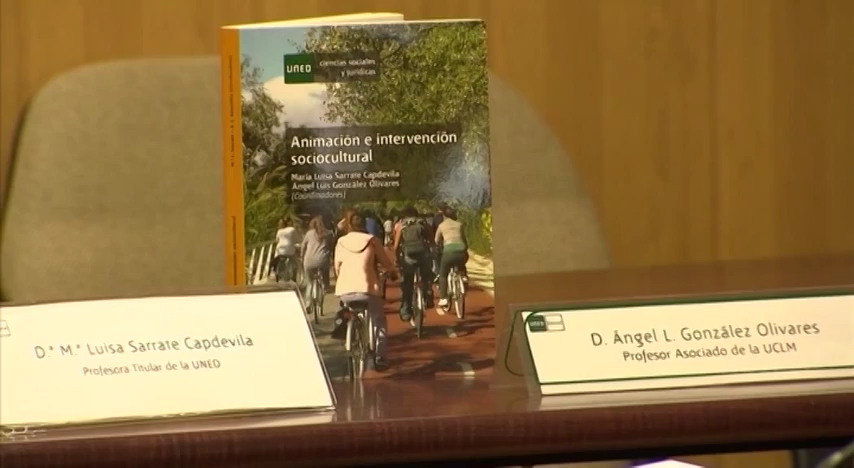 UNED
ciencias sociales
y jurídicas
Animación e intervención
sociocultural
María Luisa Sarrate Capdevila
Ángel Luis González Olivares
(Coordinadores)
D.ª M.ª Luisa Sarrate Capdevila
Profesora Titular de la UNED
UNED
D. Ángel L. González Olivares
Profesor Asociado de la UCLM